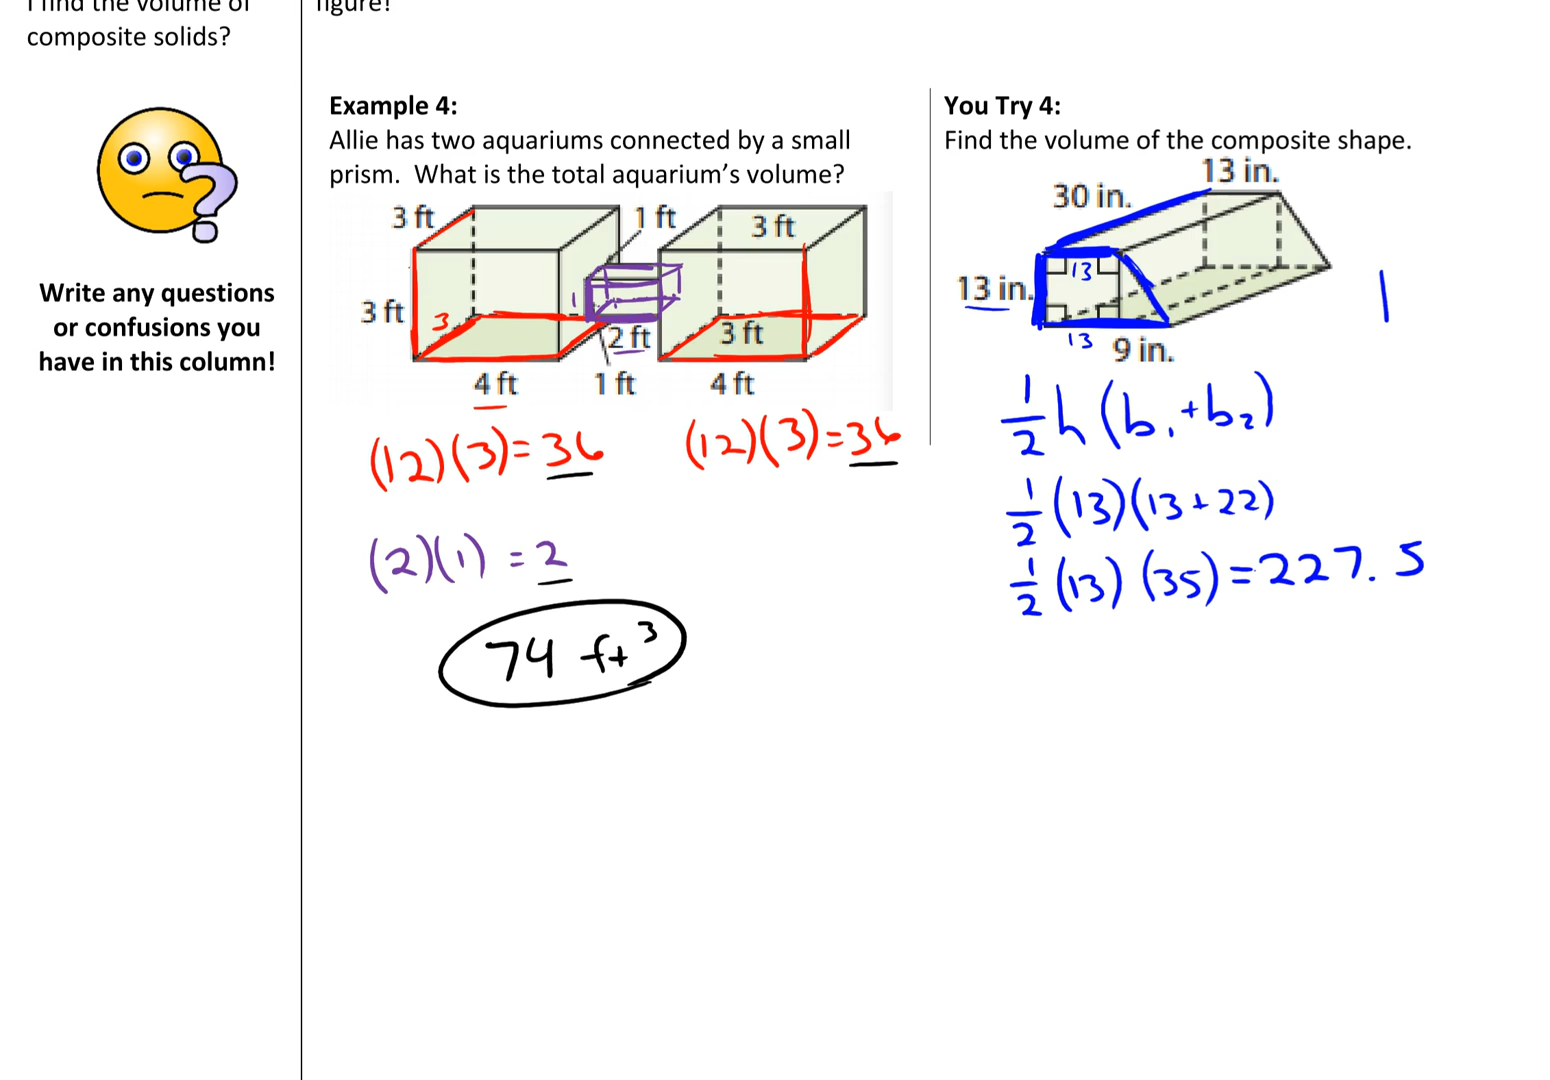 I find the volume of
composite solids?
Write any questions
or confusions you
have in this column!
figure!
Example 4:
Allie has two aquariums connected by a small
prism. What is the total aquarium's volume?
3 ft
1 ft
3 ft
3 ft
3
1
2 ft
3 ft
4 ft
1 ft
4 ft
(12)(3)=36
(12)(3)=36
(2)(1) = 2
74 ft³
You Try 4:
Find the volume of the composite shape.
13 in.
30 in.
13
13 in.
13
9 in.
1/2 h (b₁+b₂)
1/2 (13)(13+22)
1/2 (13) (35)=227.5